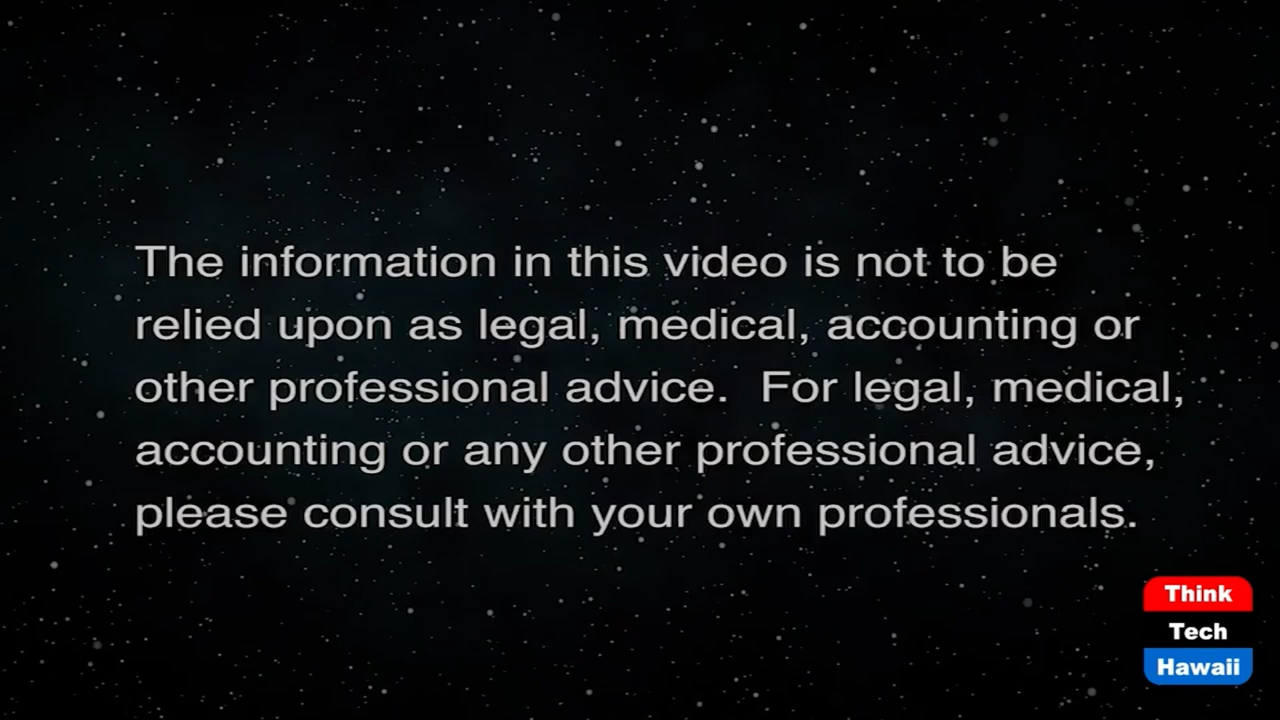 The information in this video is not to be
relied upon as legal, medical, accounting or
other professional advice.  For legal, medical,
accounting or any other professional advice,
please consult with your own professionals.
Think
Tech
Hawaii